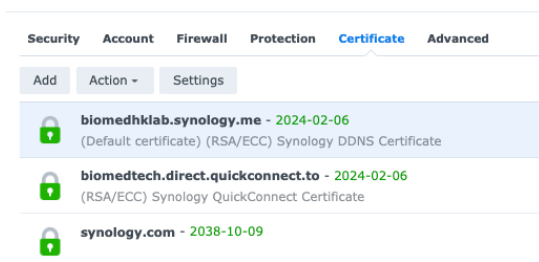 Security Account Firewall Protection Certificate Advanced
Add Action Settings
biomedhklab.synology.me - 2024-02-06
(Default certificate) (RSA/ECC) Synology DDNS Certificate
biomedtech.direct.quickconnect.to - 2024-02-06
(RSA/ECC) Synology QuickConnect Certificate
synology.com - 2038-10-09